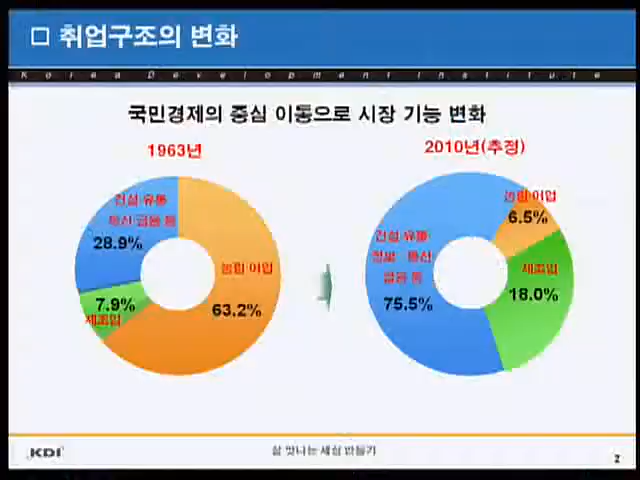 □ 취업구조의 변화
Korea Development Institute
국민경제의 중심 이동으로 시장 기능 변화
1963년
건설 유통
통신 금융 등
28.9%
7.9%
제조업
농림 어업
63.2%
2010년(추정)
농림 어업
6.5%
건설 유통
정보 통신
금융 등
75.5%
제조업
18.0%
KDI
살 맛나는 세상 만들기
2